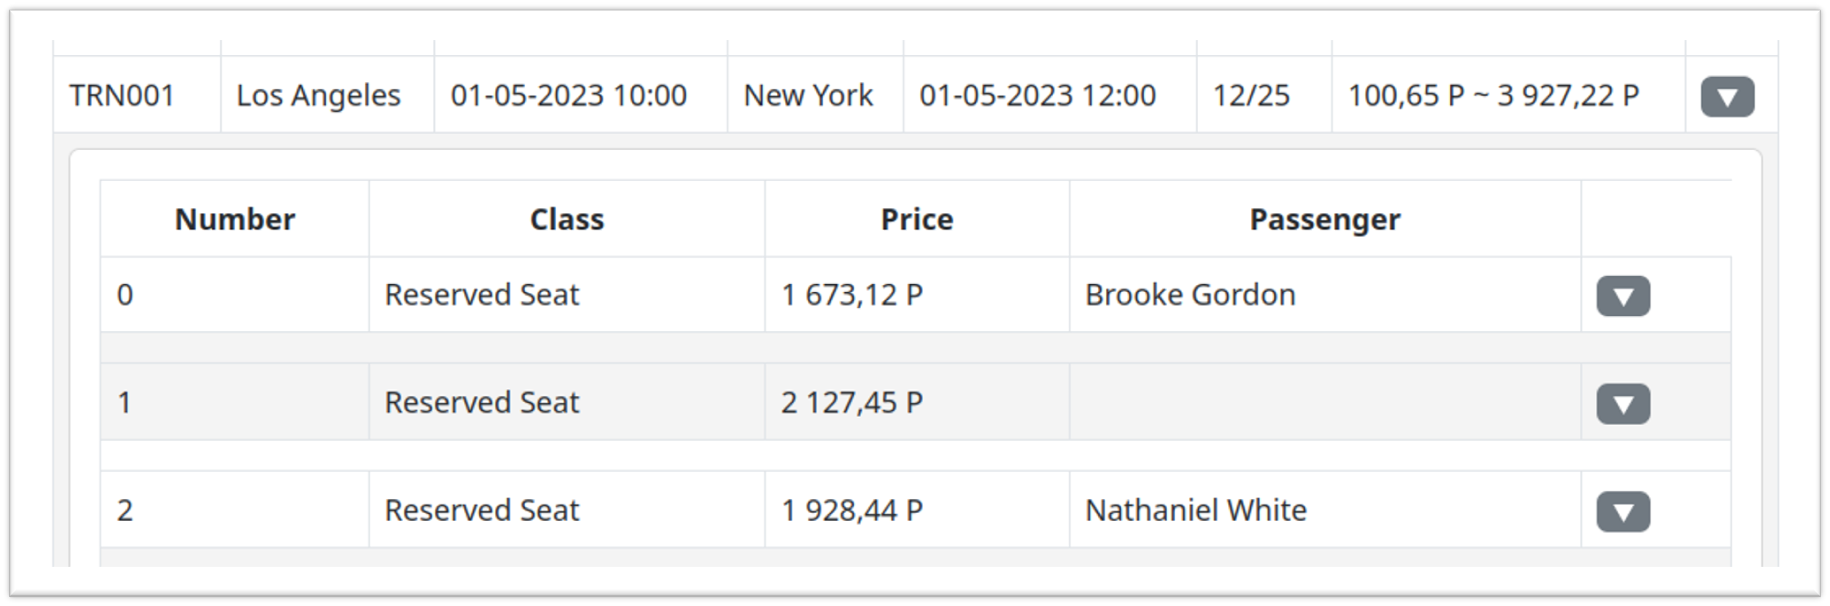 TRN001 Los Angeles 01-05-2023 10:00 New York 01-05-2023 12:00 12/25 100,65 P ~ 3 927,22 P
Number Class Price Passenger
0 Reserved Seat 1 673,12 P Brooke Gordon
1 Reserved Seat 2 127,45 P
2 Reserved Seat 1 928,44 P Nathaniel White